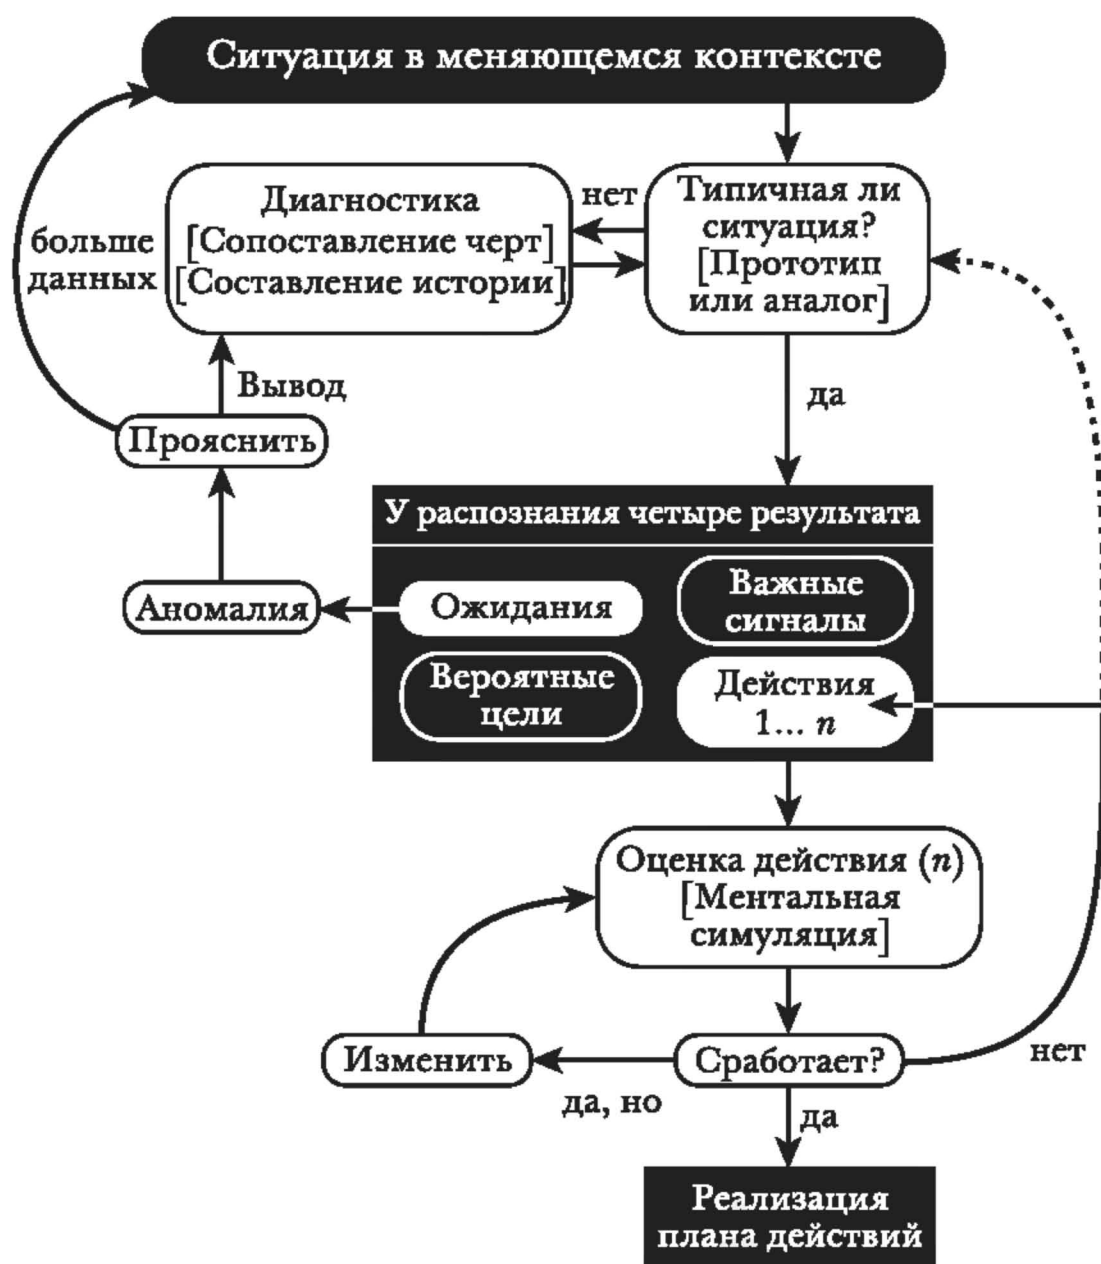 Ситуация в меняющемся контексте
Диагностика
[Сопоставление черт]
[Составление истории]
нет
Типичная ли
ситуация?
[Прототип
или аналог]
больше
данных
Вывод
да
Прояснить
У распознания четыре результата
Аномалия
Ожидания
Важные
сигналы
Вероятные
цели
Действия
1... n
Оценка действия (n)
[Ментальная
симуляция]
Изменить
да, но
Сработает?
нет
да
Реализация
плана действий